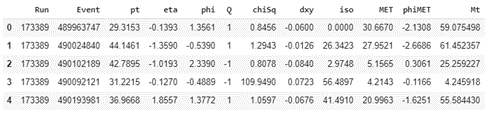 Run Event pt eta phi Q chiSq dxy iso MET phiMET Mt
0 173389 489963747 29.3153 -0.1393 1.3561 1 0.8456 -0.0600 0.0000 30.6670 -2.1308 59.075498
1 173389 490024840 44.1461 -1.3590 -0.5390 1 1.2943 -0.0126 26.3423 27.9521 -2.6686 61.452357
2 173389 490102189 42.7895 -1.0193 2.3390 -1 0.8078 -0.0840 2.9748 5.1565 0.3061 25.259227
3 173389 490092121 31.2215 -0.1270 -0.4889 -1 109.9490 0.0723 56.4897 4.2143 -0.1166 4.245918
4 173389 490193981 36.9668 1.8557 1.3772 1 1.0597 -0.0676 41.4910 20.9963 -1.6251 55.584430